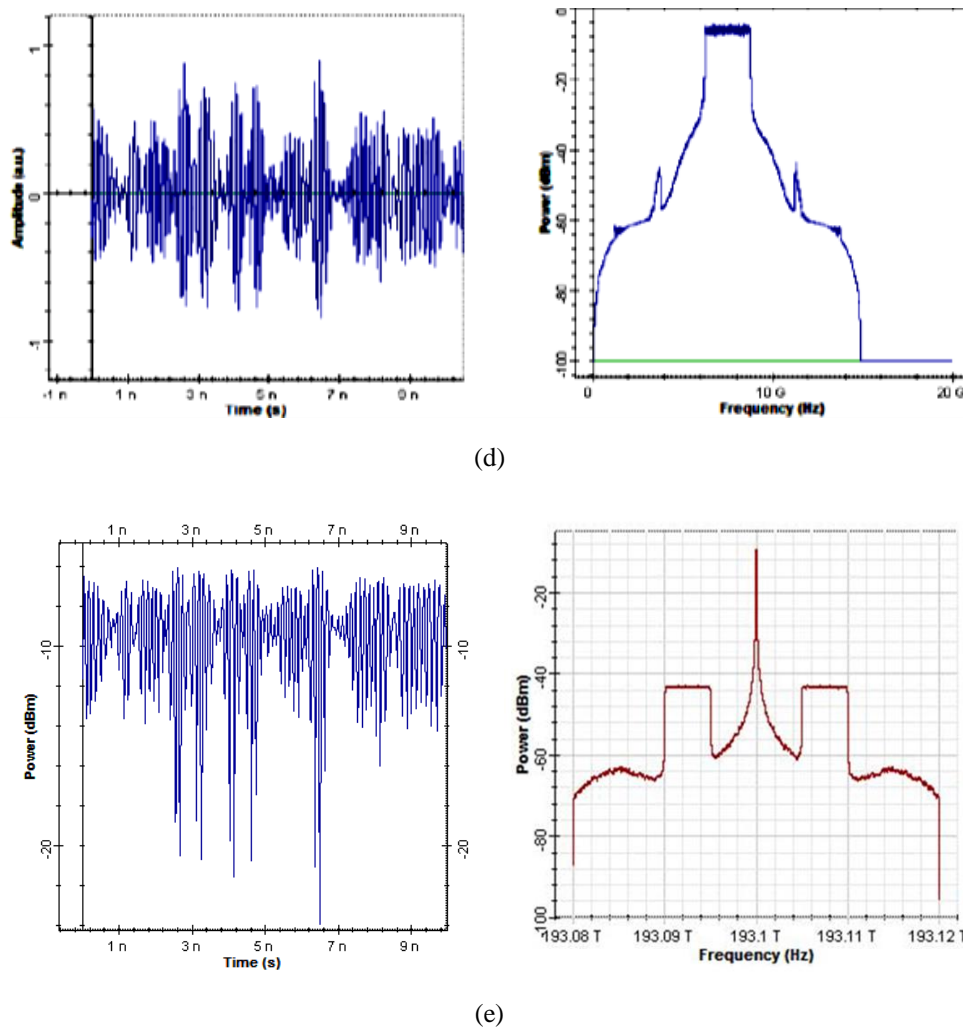 1
0
-1
Amplitude (a.u.)
-1 n 1 n 3 n 5 n 7 n 9 n
Time (s)
0
-20
-40
-60
-80
-100
Power (dBm)
0 10 G 20 G
Frequency (Hz)
(d)
1 n 3 n 5 n 7 n 9 n
-10
-20
-10
-20
Power (dBm)
1 n 3 n 5 n 7 n 9 n
Time (s)
-20
-40
-60
-80
-100
Power (dBm)
193.08 T 193.09 T 193.1 T 193.11 T 193.12 T
Frequency (Hz)
(e)